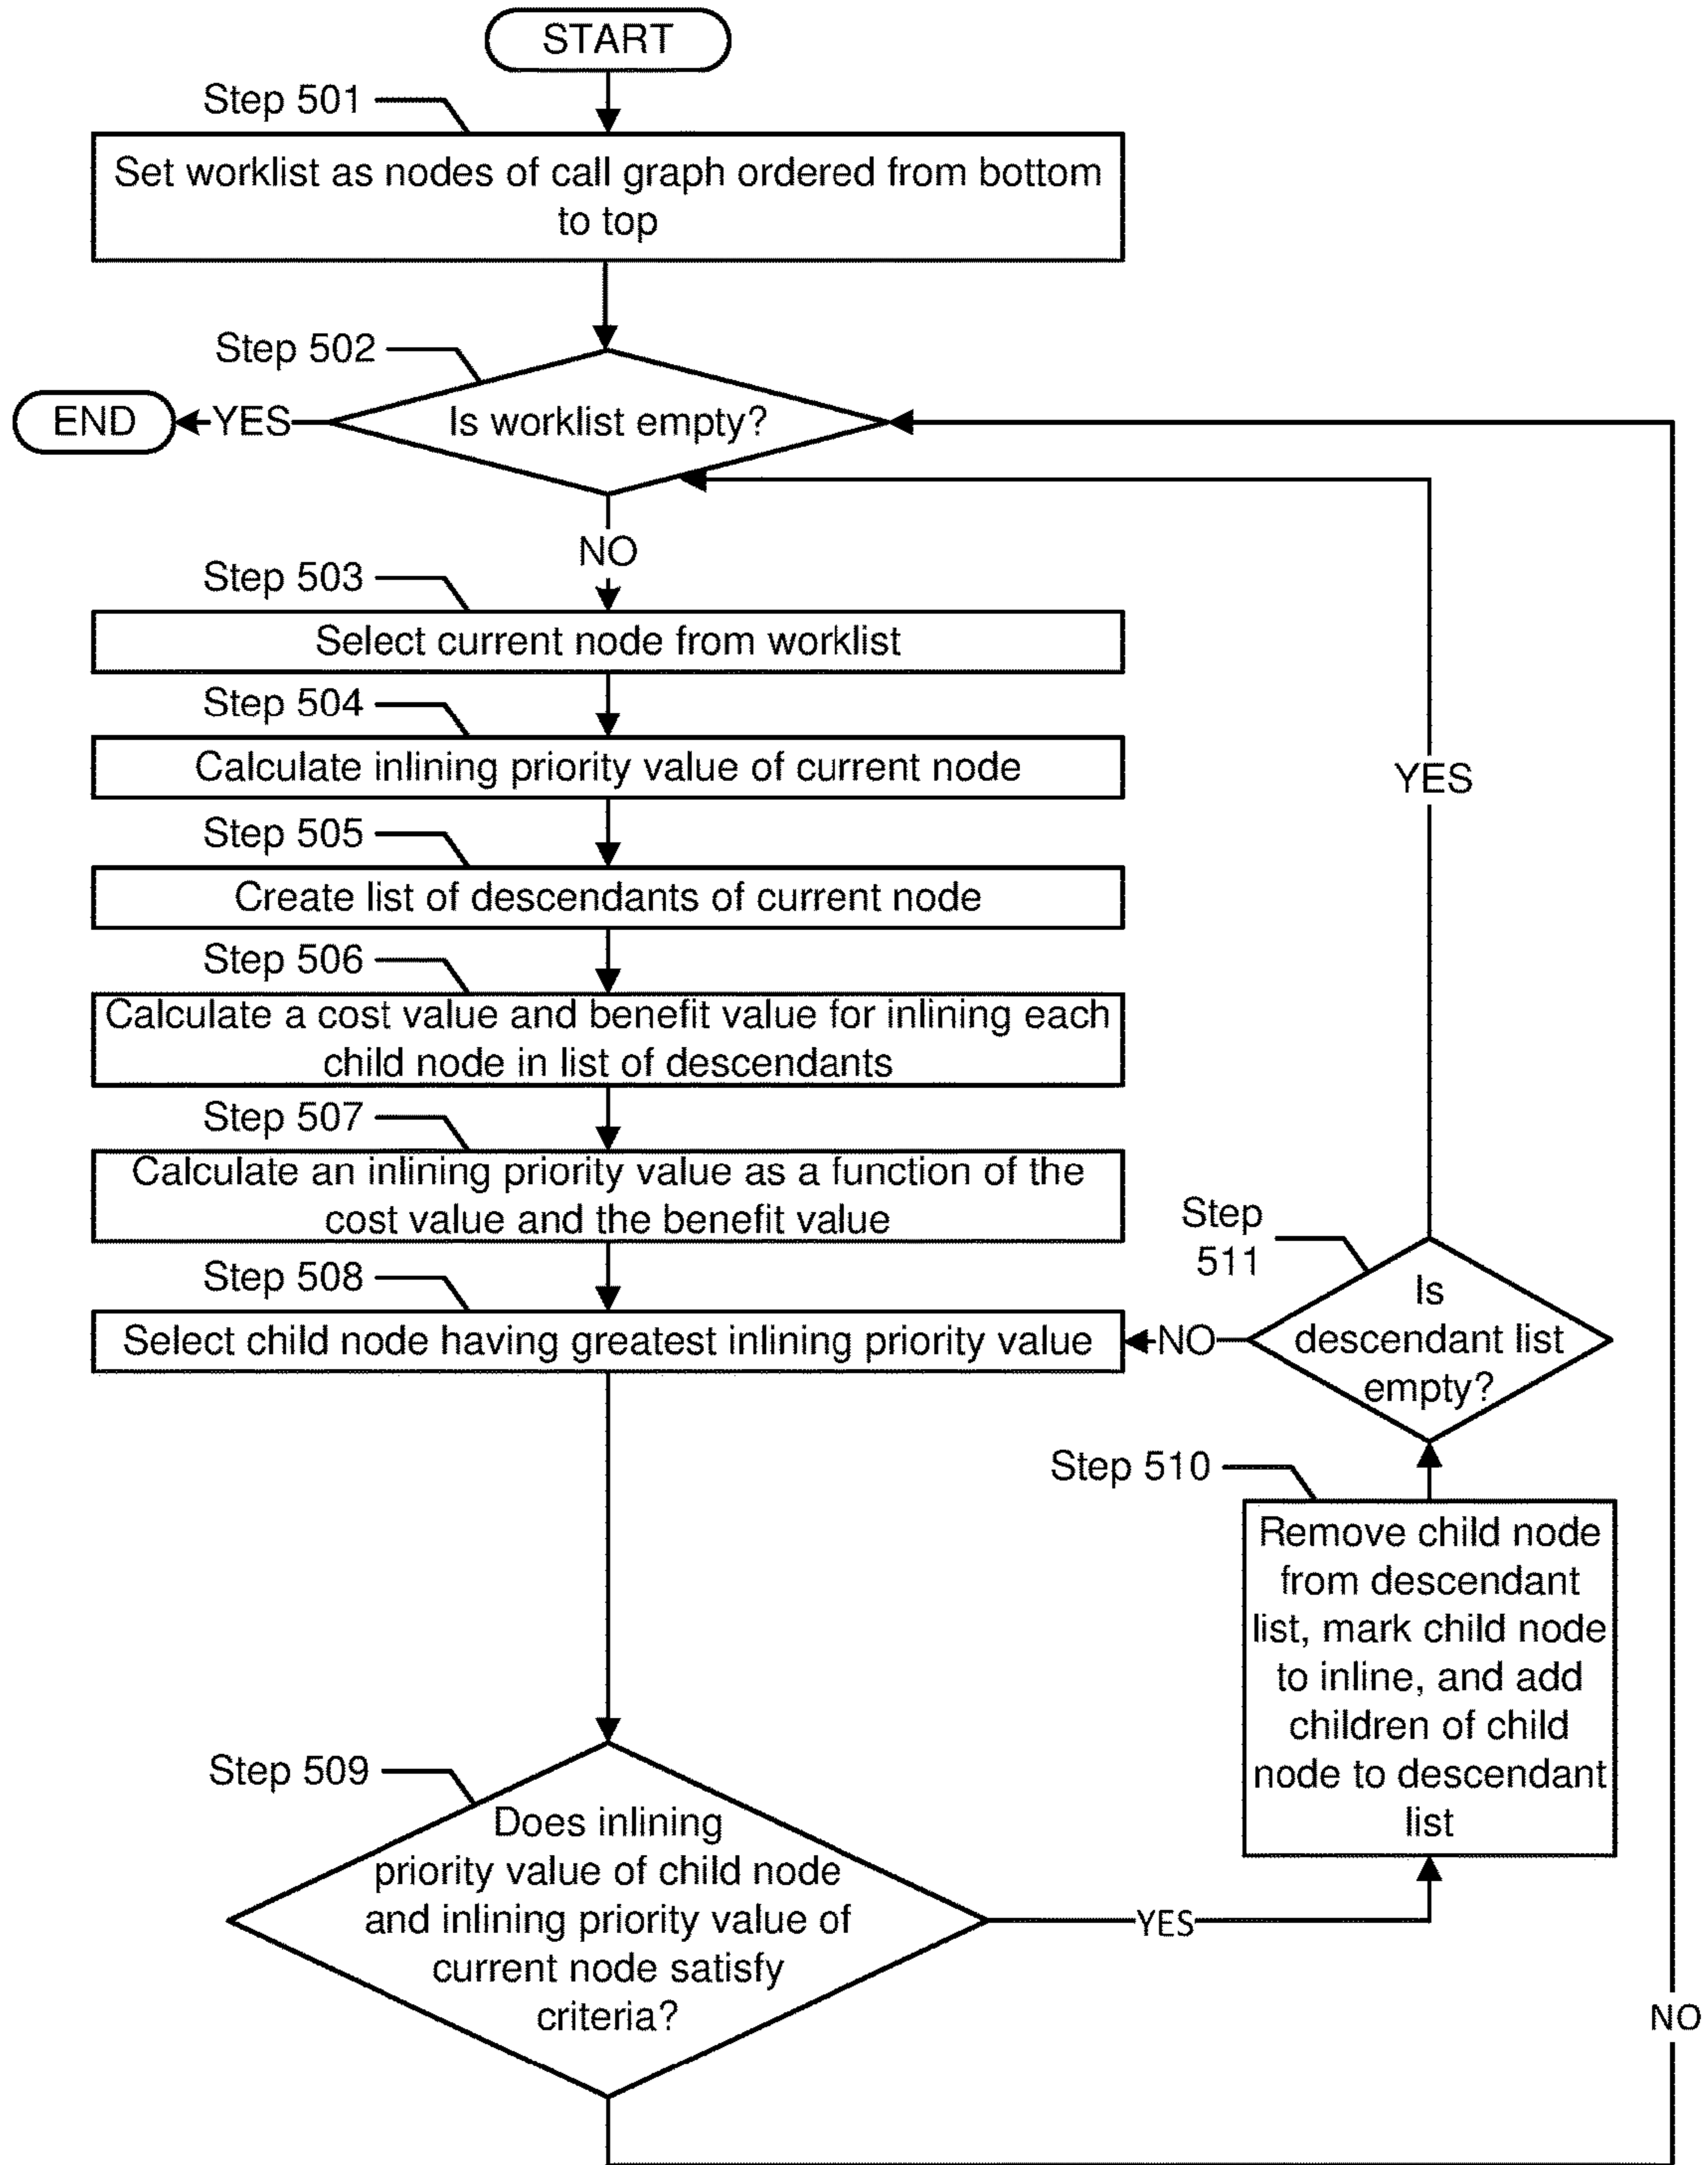 START
Step 501
Set worklist as nodes of call graph ordered from bottom
to top
Step 502
Is worklist empty?
YES
END
NO
Step 503
Select current node from worklist
Step 504
Calculate inlining priority value of current node
YES
Step 505
Create list of descendants of current node
Step 506
Calculate a cost value and benefit value for inlining each
child node in list of descendants
Step 507
Calculate an inlining priority value as a function of the
cost value and the benefit value
Step 508
Select child node having greatest inlining priority value
NO
Step
511
Is
descendant list
empty?
Step 510
Remove child node
from descendant
list, mark child node
to inline, and add
children of child
node to descendant
list
Step 509
Does inlining
priority value of child node
and inlining priority value of
current node satisfy
criteria?
YES
NO